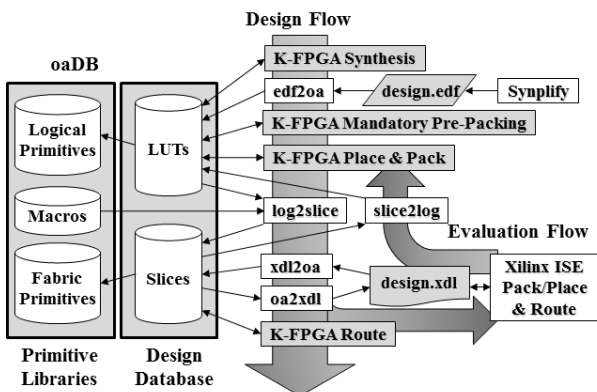 Design Flow
oaDB
K-FPGA Synthesis
edf2oa
design.edf
Synplify
Logical
Primitives
LUTs
K-FPGA Mandatory Pre-Packing
K-FPGA Place & Pack
Macros
log2slice
slice2log
Evaluation Flow
Fabric
Primitives
Slices
xdl2oa
oa2xdl
design.xdl
Xilinx ISE
Pack/Place
& Route
K-FPGA Route
Primitive
Libraries
Design
Database